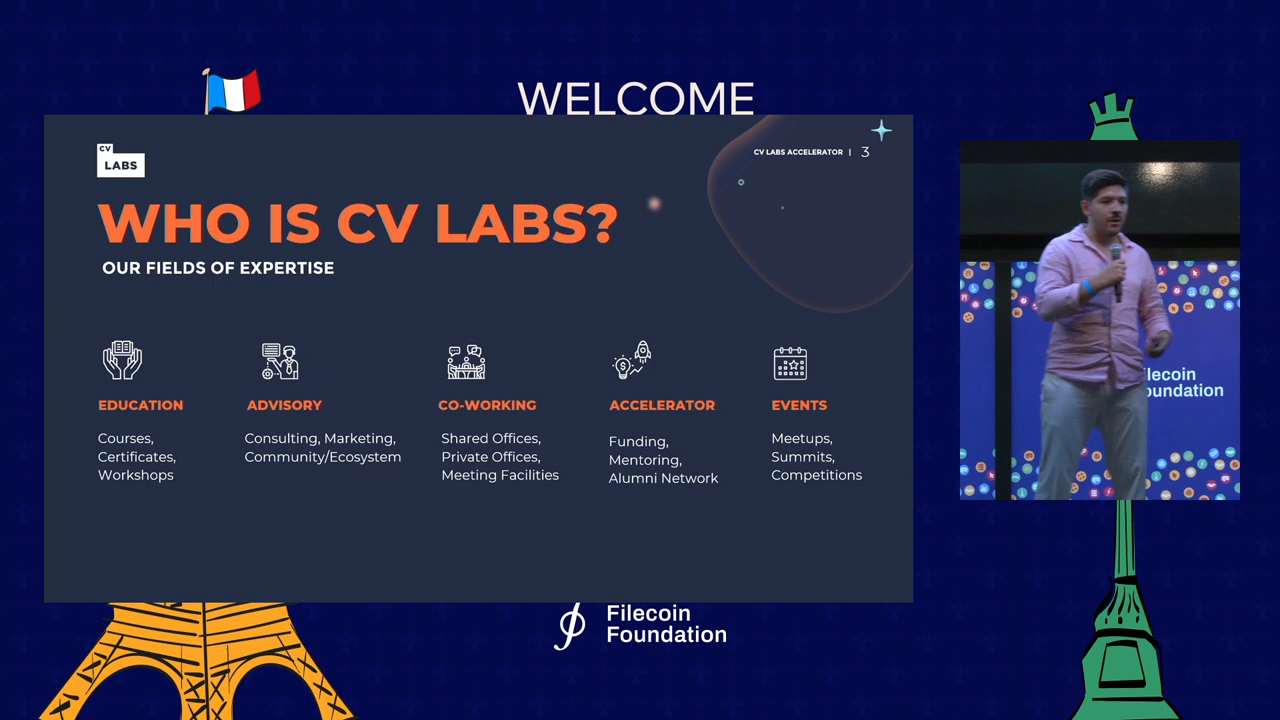 WELCOME
CV
LABS
CV LABS ACCELERATOR | 3
WHO IS CV LABS?
OUR FIELDS OF EXPERTISE
EDUCATION
Courses,
Certificates,
Workshops
ADVISORY
Consulting, Marketing,
Community/Ecosystem
CO-WORKING
Shared Offices,
Private Offices,
Meeting Facilities
ACCELERATOR
Funding,
Mentoring,
Alumni Network
EVENTS
Meetups,
Summits,
Competitions
ilecoin
oundation
Filecoin
Foundation